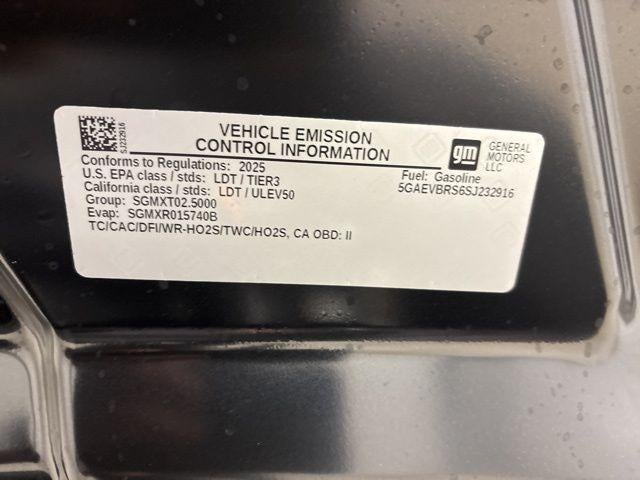 SJ232916
VEHICLE EMISSION
CONTROL INFORMATION
gm
GENERAL
MOTORS
LLC
Conforms to Regulations: 2025
U.S. EPA class / stds: LDT / TIER3
California class / stds: LDT / ULEV50
Group: SGMXT02.5000
Evap: SGMXR015740B
TC/CAC/DFI/WR-HO2S/TWC/HO2S, CA OBD: II
Fuel: Gasoline
5GAEVBRS6SJ232916